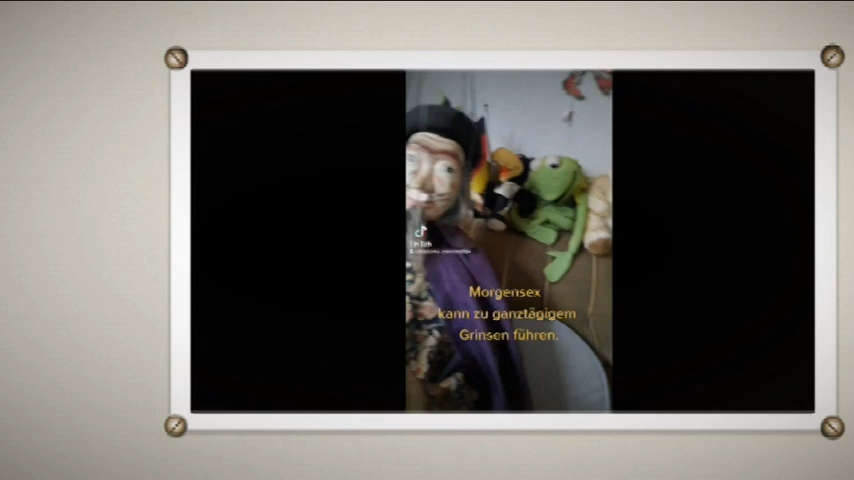 TikTok
Morgensex
kann zu ganztägigem
Grinsen führen.